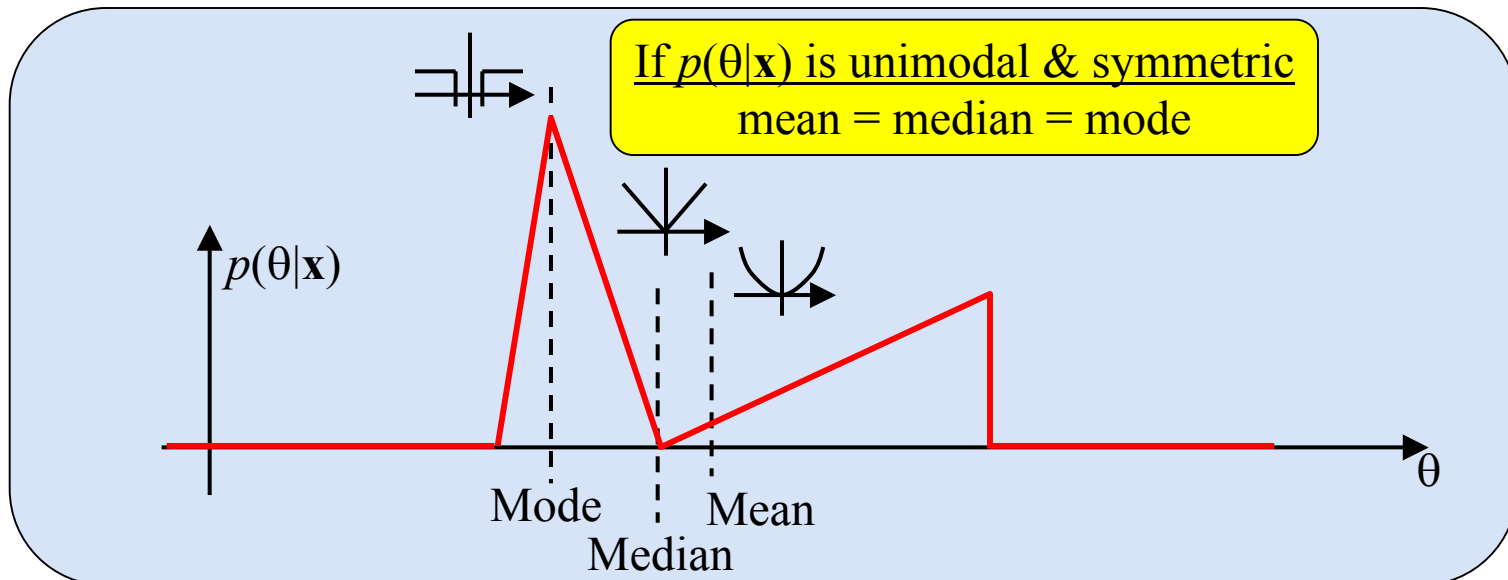 If p(θ|x) is unimodal & symmetric
mean = median = mode
p(θ|x)
θ
Mode
Mean
Median